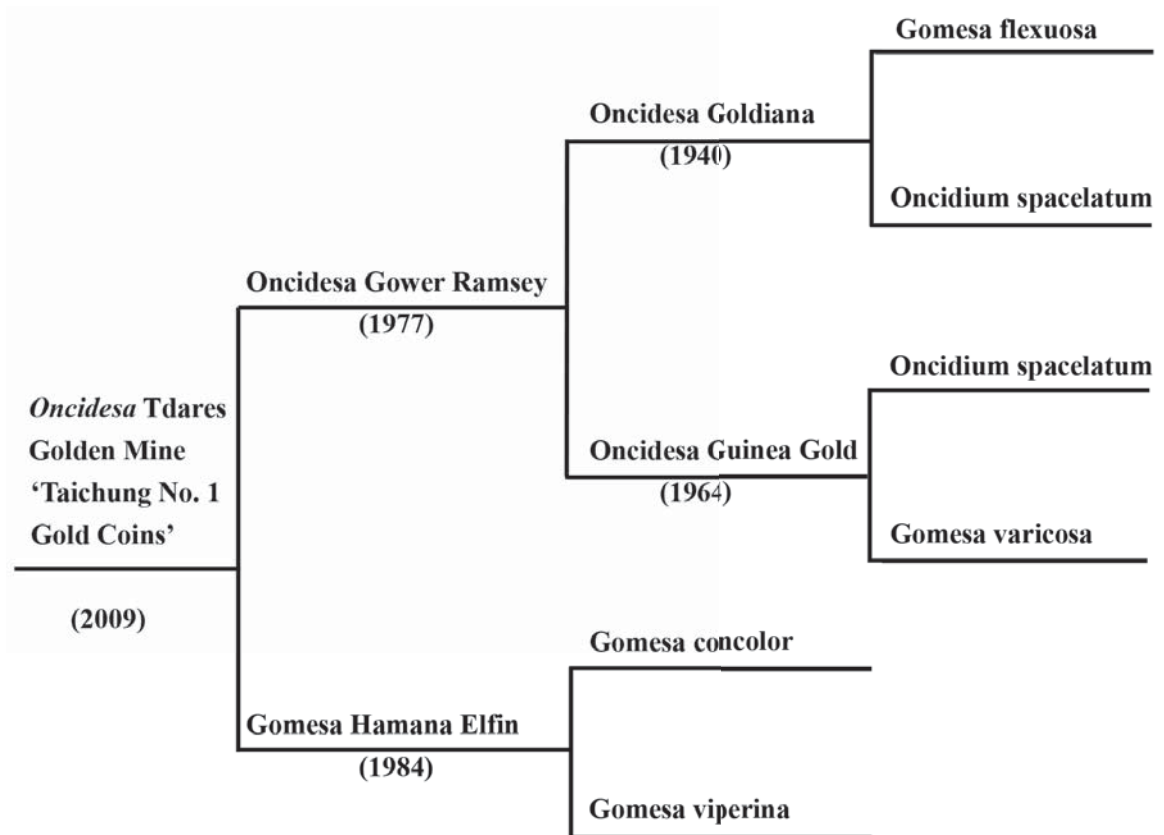 Gomesa flexuosa
Oncidesa Goldiana
(1940)
Oncidium spacelatum
Oncidesa Gower Ramsey
(1977)
Oncidium spacelatum
Oncidesa Tdares
Golden Mine
‘Taichung No. 1
Gold Coins’
(2009)
Oncidesa Guinea Gold
(1964)
Gomesa varicosa
Gomesa concolor
Gomesa Hamana Elfin
(1984)
Gomesa viperina